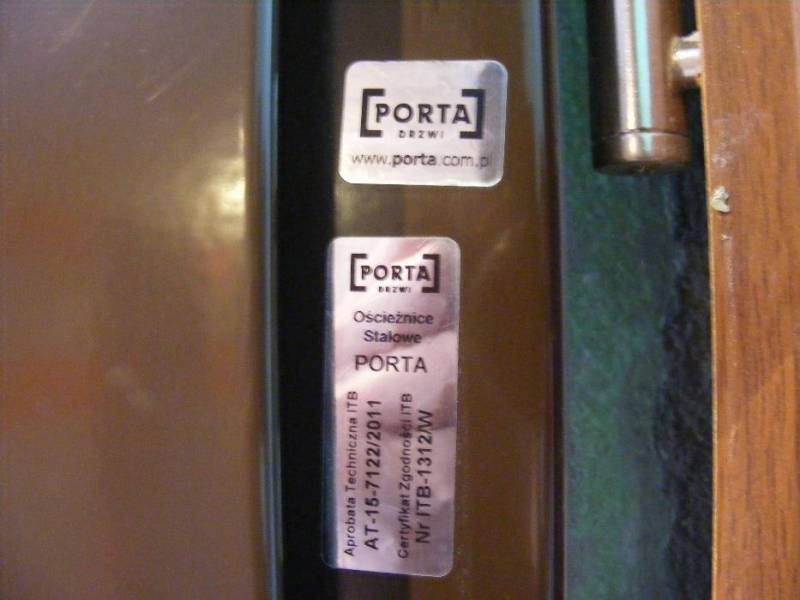 PORTA
DRZWI
www.porta.com.pl
PORTA
DRZWI
Ościeżnice
Stalowe
PORTA
Aprobata Techniczna ITB
AT-15-7122/2011
Certyfikat Zgodności ITB
Nr ITB-1312/W